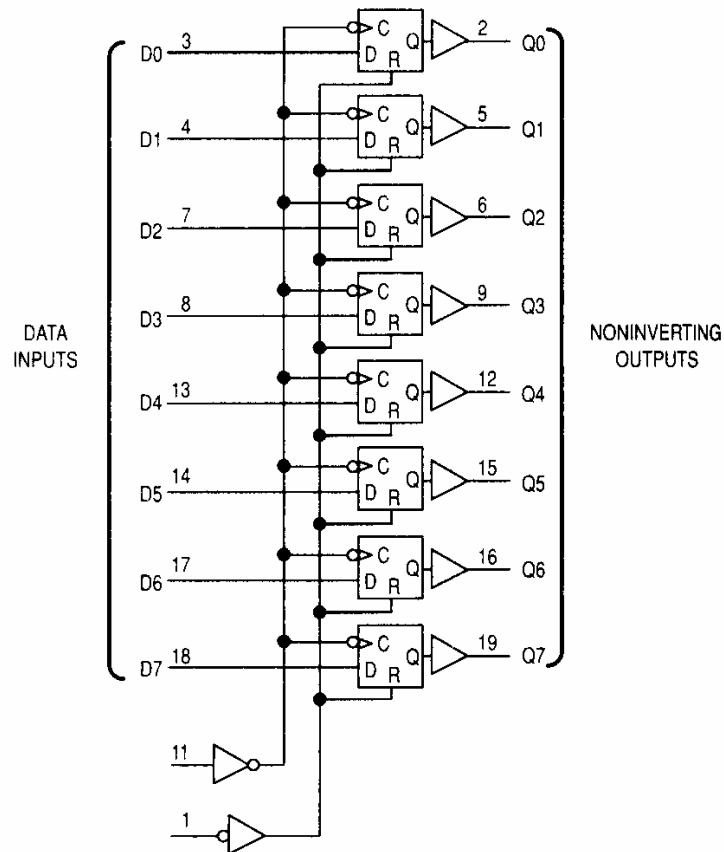 C Q 2 Q0
D0 3 D R
C Q 5 Q1
D1 4 D R
C Q 6 Q2
D2 7 D R
C Q 9 Q3
D3 8 D R
DATA INPUTS
NONINVERTING OUTPUTS
C Q 12 Q4
D4 13 D R
C Q 15 Q5
D5 14 D R
C Q 16 Q6
D6 17 D R
C Q 19 Q7
D7 18 D R
11
1